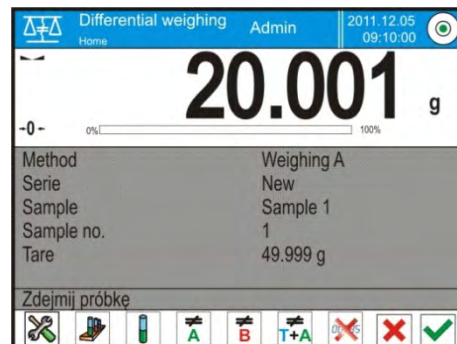 Differential weighing Admin 2011.12.05
Home 09:10:00
20.001 g
-0- 0% 100%
Method Weighing A
Serie New
Sample Sample 1
Sample no. 1
Tare 49.999 g
Zdejmij próbkę
A B T+A